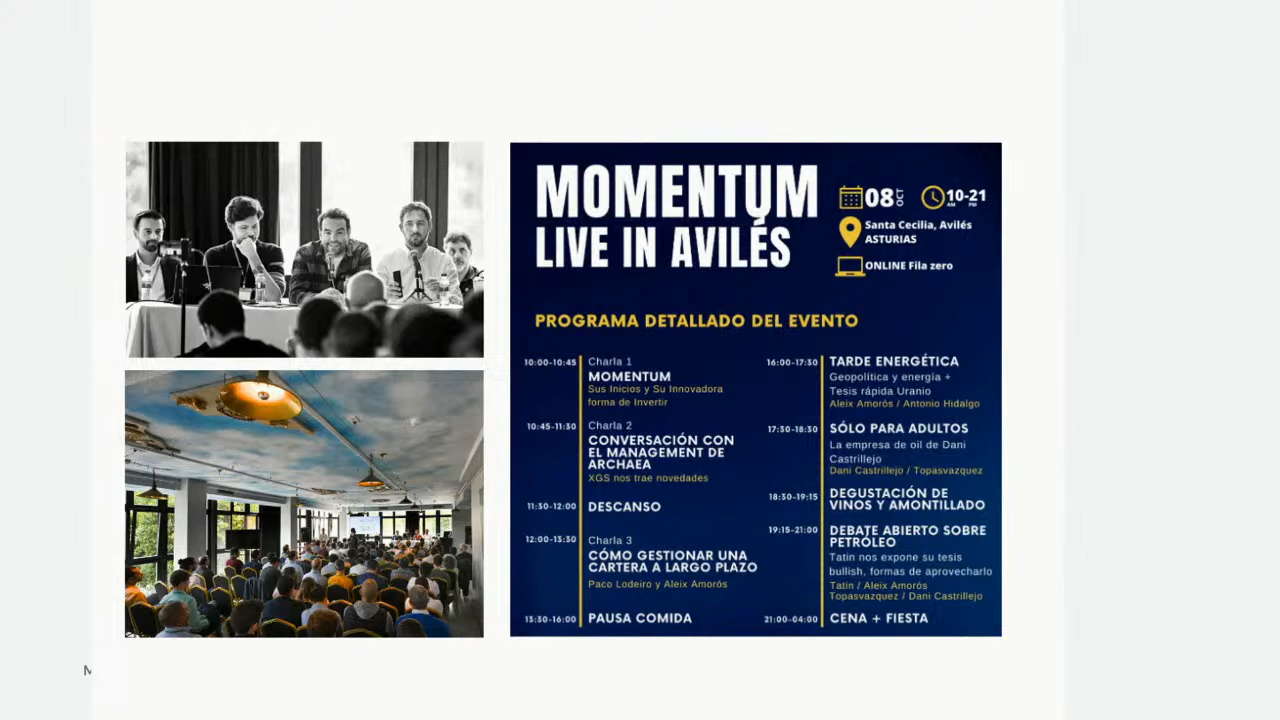 MOMENTUM
LIVE IN AVILÉS
08 OCT
10-21
AM PM
Santa Cecilia, Avilés
ASTURIAS
ONLINE Fila zero
PROGRAMA DETALLADO DEL EVENTO
10:00-10:45 Charla 1
MOMENTUM
Sus Inicios y Su Innovadora
forma de Invertir
10:45-11:30 Charla 2
CONVERSACIÓN CON
EL MANAGEMENT DE
ARCHAEA
XGS nos trae novedades
11:30-12:00 DESCANSO
12:00-13:30 Charla 3
CÓMO GESTIONAR UNA
CARTERA A LARGO PLAZO
Paco Lodeiro y Aleix Amorós
13:30-16:00 PAUSA COMIDA
16:00-17:30 TARDE ENERGÉTICA
Geopolítica y energía +
Tesis rápida Uranio
Aleix Amorós / Antonio Hidalgo
17:30-18:30 SÓLO PARA ADULTOS
La empresa de oil de Dani
Castrillejo
Dani Castrillejo / Topasvazquez
18:30-19:15 DEGUSTACIÓN DE
VINOS Y AMONTILLADO
19:15-21:00 DEBATE ABIERTO SOBRE
PETRÓLEO
Tatin nos expone su tesis
bullish, formas de aprovecharlo
Tatin / Aleix Amorós
Topasvazquez / Dani Castrillejo
21:00-04:00 CENA + FIESTA